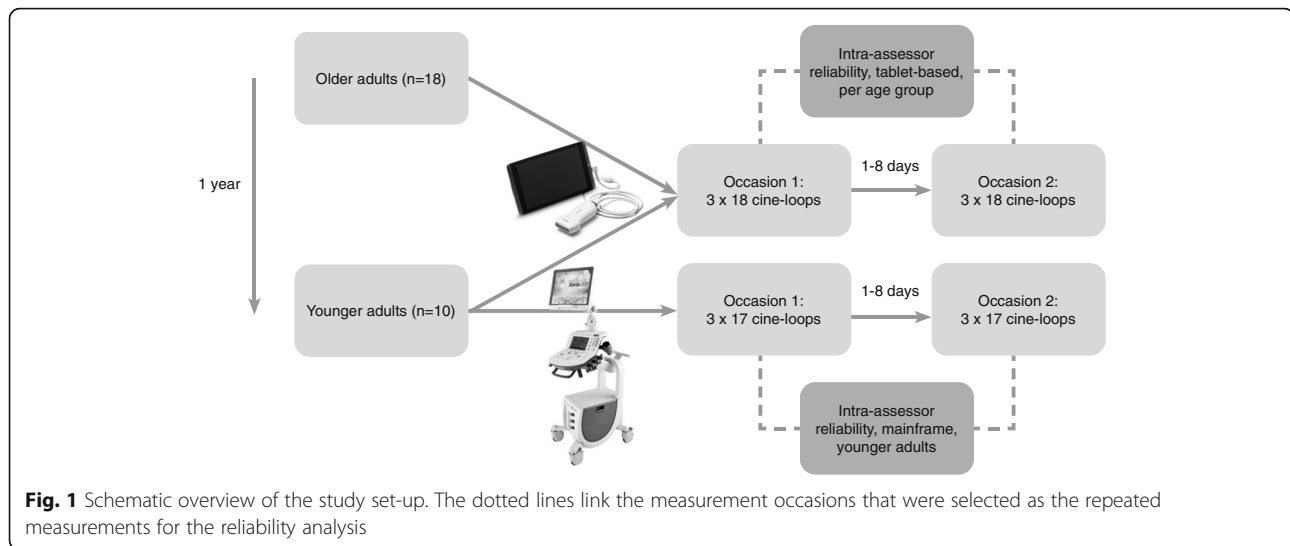 Older adults (n=18)
Intra-assessor
reliability, tablet-based,
per age group
1 year
Occasion 1:
3 x 18 cine-loops
1-8 days
Occasion 2:
3 x 18 cine-loops
Younger adults (n=10)
Occasion 1:
3 x 17 cine-loops
1-8 days
Occasion 2:
3 x 17 cine-loops
Intra-assessor
reliability, mainframe,
younger adults
Fig. 1 Schematic overview of the study set-up. The dotted lines link the measurement occasions that were selected as the repeated
measurements for the reliability analysis